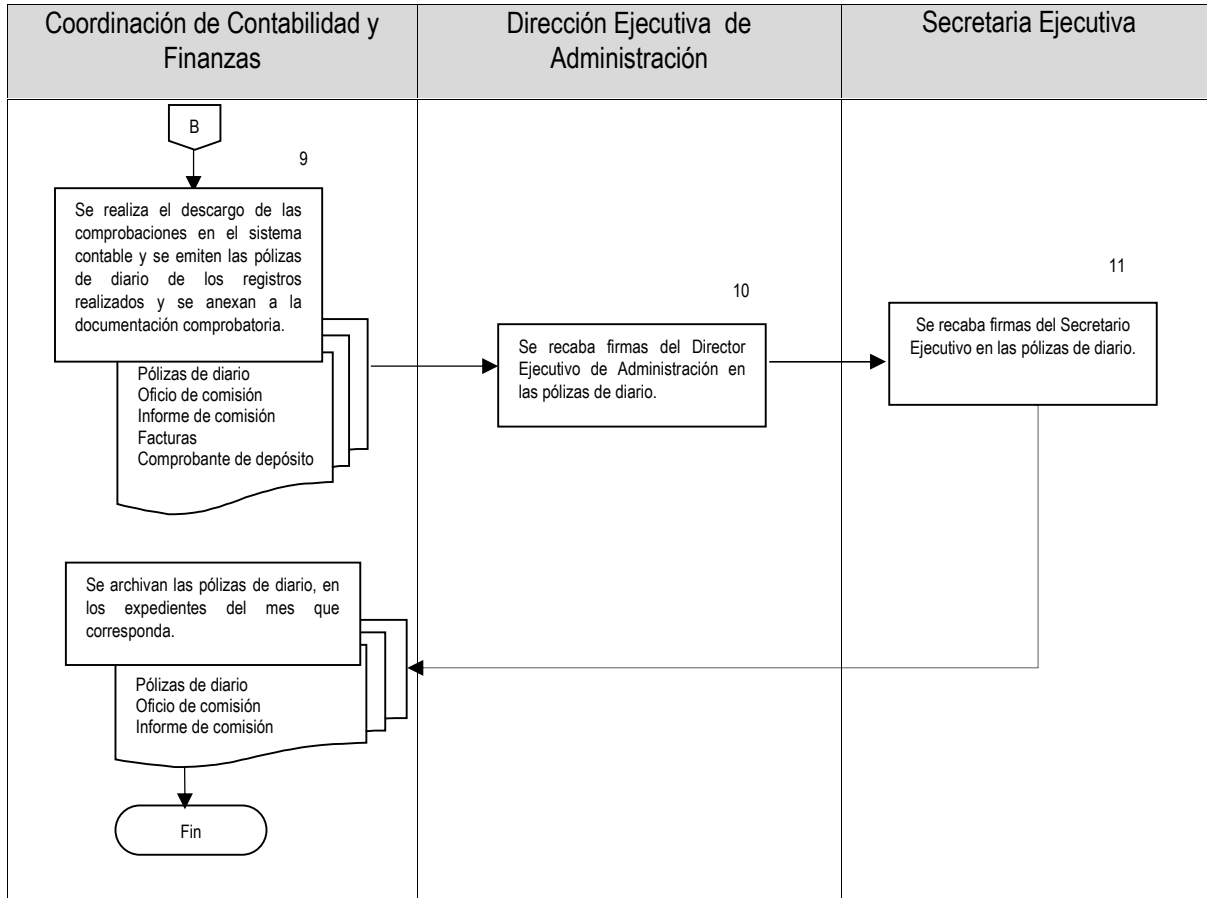 Coordinación de Contabilidad y
Finanzas
Dirección Ejecutiva de
Administración
Secretaria Ejecutiva
B
9
Se realiza el descargo de las
comprobaciones en el sistema
contable y se emiten las pólizas
de diario de los registros
realizados y se anexan a la
documentación comprobatoria.
Pólizas de diario
Oficio de comisión
Informe de comisión
Facturas
Comprobante de depósito
10
Se recaba firmas del Director
Ejecutivo de Administración en
las pólizas de diario.
11
Se recaba firmas del Secretario
Ejecutivo en las pólizas de diario.
Se archivan las pólizas de diario, en
los expedientes del mes que
corresponda.
Pólizas de diario
Oficio de comisión
Informe de comisión
Fin